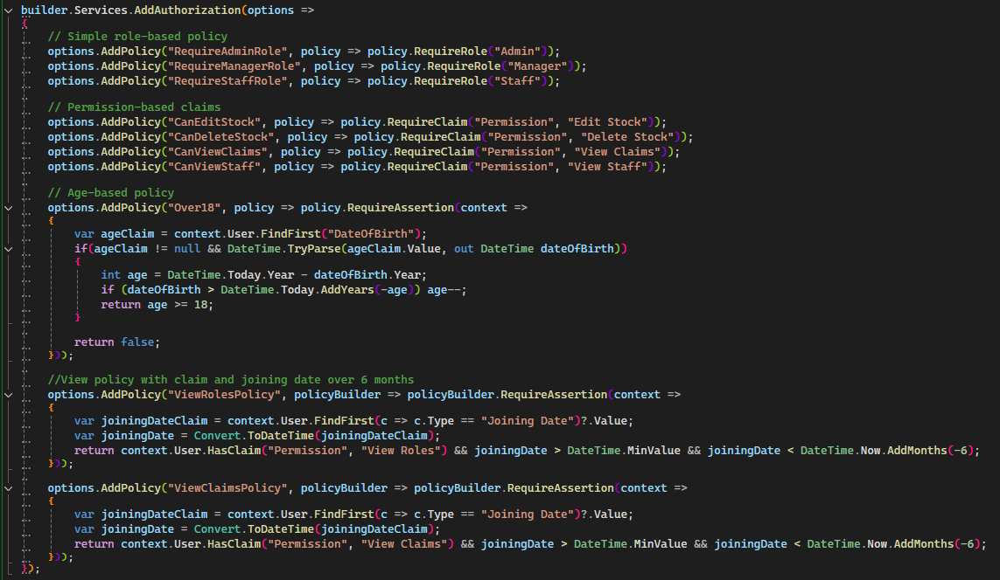 builder.Services.AddAuthorization(options =>
{
    // Simple role-based policy
    options.AddPolicy("RequireAdminRole", policy => policy.RequireRole("Admin"));
    options.AddPolicy("RequireManagerRole", policy => policy.RequireRole("Manager"));
    options.AddPolicy("RequireStaffRole", policy => policy.RequireRole("Staff"));
    // Permission-based claims
    options.AddPolicy("CanEditStock", policy => policy.RequireClaim("Permission", "Edit Stock"));
    options.AddPolicy("CanDeleteStock", policy => policy.RequireClaim("Permission", "Delete Stock"));
    options.AddPolicy("CanViewClaims", policy => policy.RequireClaim("Permission", "View Claims"));
    options.AddPolicy("CanViewStaff", policy => policy.RequireClaim("Permission", "View Staff"));
    // Age-based policy
    options.AddPolicy("Over18", policy => policy.RequireAssertion(context =>
    {
        var ageClaim = context.User.FindFirst("DateOfBirth");
        if(ageClaim != null && DateTime.TryParse(ageClaim.Value, out DateTime dateOfBirth))
        {
            int age = DateTime.Today.Year - dateOfBirth.Year;
            if (dateOfBirth > DateTime.Today.AddYears(-age)) age--;
            return age >= 18;
        }
        return false;
    }));
    //View policy with claim and joining date over 6 months
    options.AddPolicy("ViewRolesPolicy", policyBuilder => policyBuilder.RequireAssertion(context =>
    {
        var joiningDateClaim = context.User.FindFirst(c => c.Type == "Joining Date")?.Value;
        var joiningDate = Convert.ToDateTime(joiningDateClaim);
        return context.User.HasClaim("Permission", "View Roles") && joiningDate > DateTime.MinValue && joiningDate < DateTime.Now.AddMonths(-6);
    }));
    options.AddPolicy("ViewClaimsPolicy", policyBuilder => policyBuilder.RequireAssertion(context =>
    {
        var joiningDateClaim = context.User.FindFirst(c => c.Type == "Joining Date")?.Value;
        var joiningDate = Convert.ToDateTime(joiningDateClaim);
        return context.User.HasClaim("Permission", "View Claims") && joiningDate > DateTime.MinValue && joiningDate < DateTime.Now.AddMonths(-6);
    }));
});